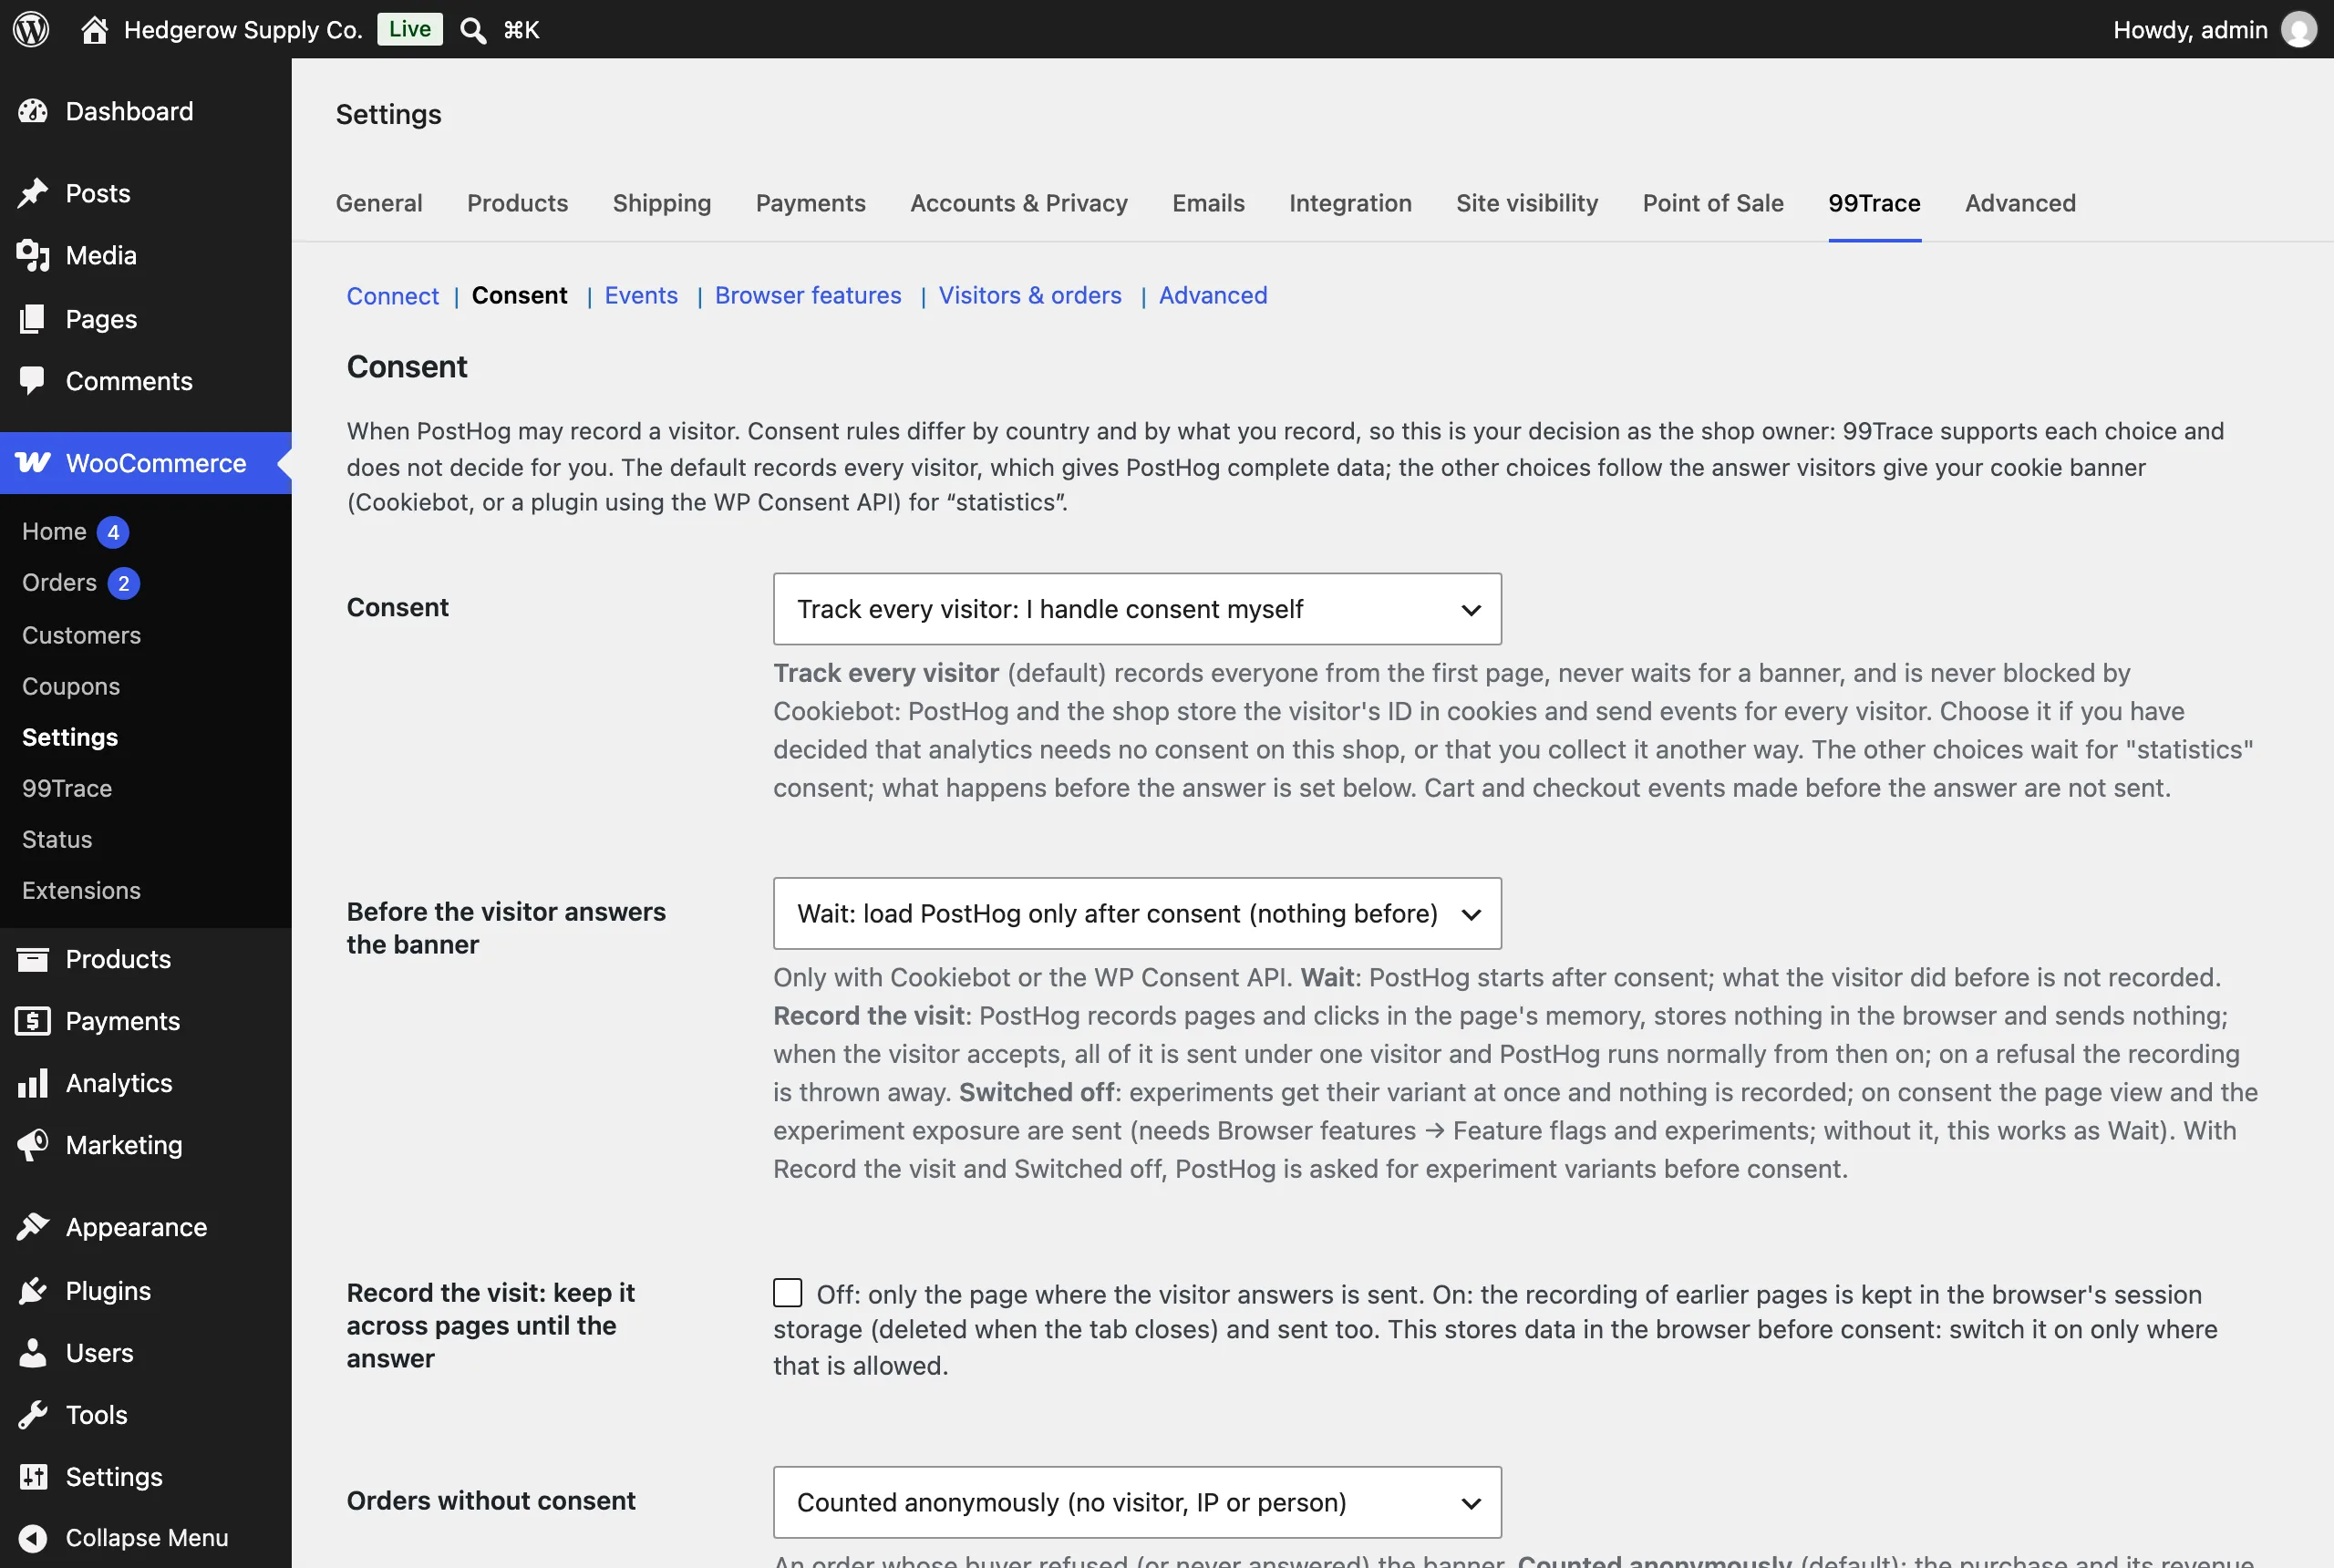 Hedgerow Supply Co. Live ⌘K Howdy, admin
Dashboard
Posts
Media
Pages
Comments
WooCommerce
Home 4
Orders 2
Customers
Coupons
Settings
99Trace
Status
Extensions
Products
Payments
Analytics
Marketing
Appearance
Plugins
Users
Tools
Settings
Collapse Menu
Settings
General Products Shipping Payments Accounts & Privacy Emails Integration Site visibility Point of Sale 99Trace Advanced
Connect | Consent | Events | Browser features | Visitors & orders | Advanced
Consent
When PostHog may record a visitor. Consent rules differ by country and by what you record, so this is your decision as the shop owner: 99Trace supports each choice and
does not decide for you. The default records every visitor, which gives PostHog complete data; the other choices follow the answer visitors give your cookie banner
(Cookiebot, or a plugin using the WP Consent API) for “statistics”.
Consent
Track every visitor: I handle consent myself
Track every visitor (default) records everyone from the first page, never waits for a banner, and is never blocked by
Cookiebot: PostHog and the shop store the visitor's ID in cookies and send events for every visitor. Choose it if you have
decided that analytics needs no consent on this shop, or that you collect it another way. The other choices wait for "statistics"
consent; what happens before the answer is set below. Cart and checkout events made before the answer are not sent.
Before the visitor answers
the banner
Wait: load PostHog only after consent (nothing before)
Only with Cookiebot or the WP Consent API. Wait: PostHog starts after consent; what the visitor did before is not recorded.
Record the visit: PostHog records pages and clicks in the page's memory, stores nothing in the browser and sends nothing;
when the visitor accepts, all of it is sent under one visitor and PostHog runs normally from then on; on a refusal the recording
is thrown away. Switched off: experiments get their variant at once and nothing is recorded; on consent the page view and the
experiment exposure are sent (needs Browser features → Feature flags and experiments; without it, this works as Wait). With
Record the visit and Switched off, PostHog is asked for experiment variants before consent.
Record the visit: keep it
across pages until the
answer
Off: only the page where the visitor answers is sent. On: the recording of earlier pages is kept in the browser's session
storage (deleted when the tab closes) and sent too. This stores data in the browser before consent: switch it on only where
that is allowed.
Orders without consent
Counted anonymously (no visitor, IP or person)
An order whose buyer refused (or never answered) the banner. Counted anonymously (default): the purchase and its revenue